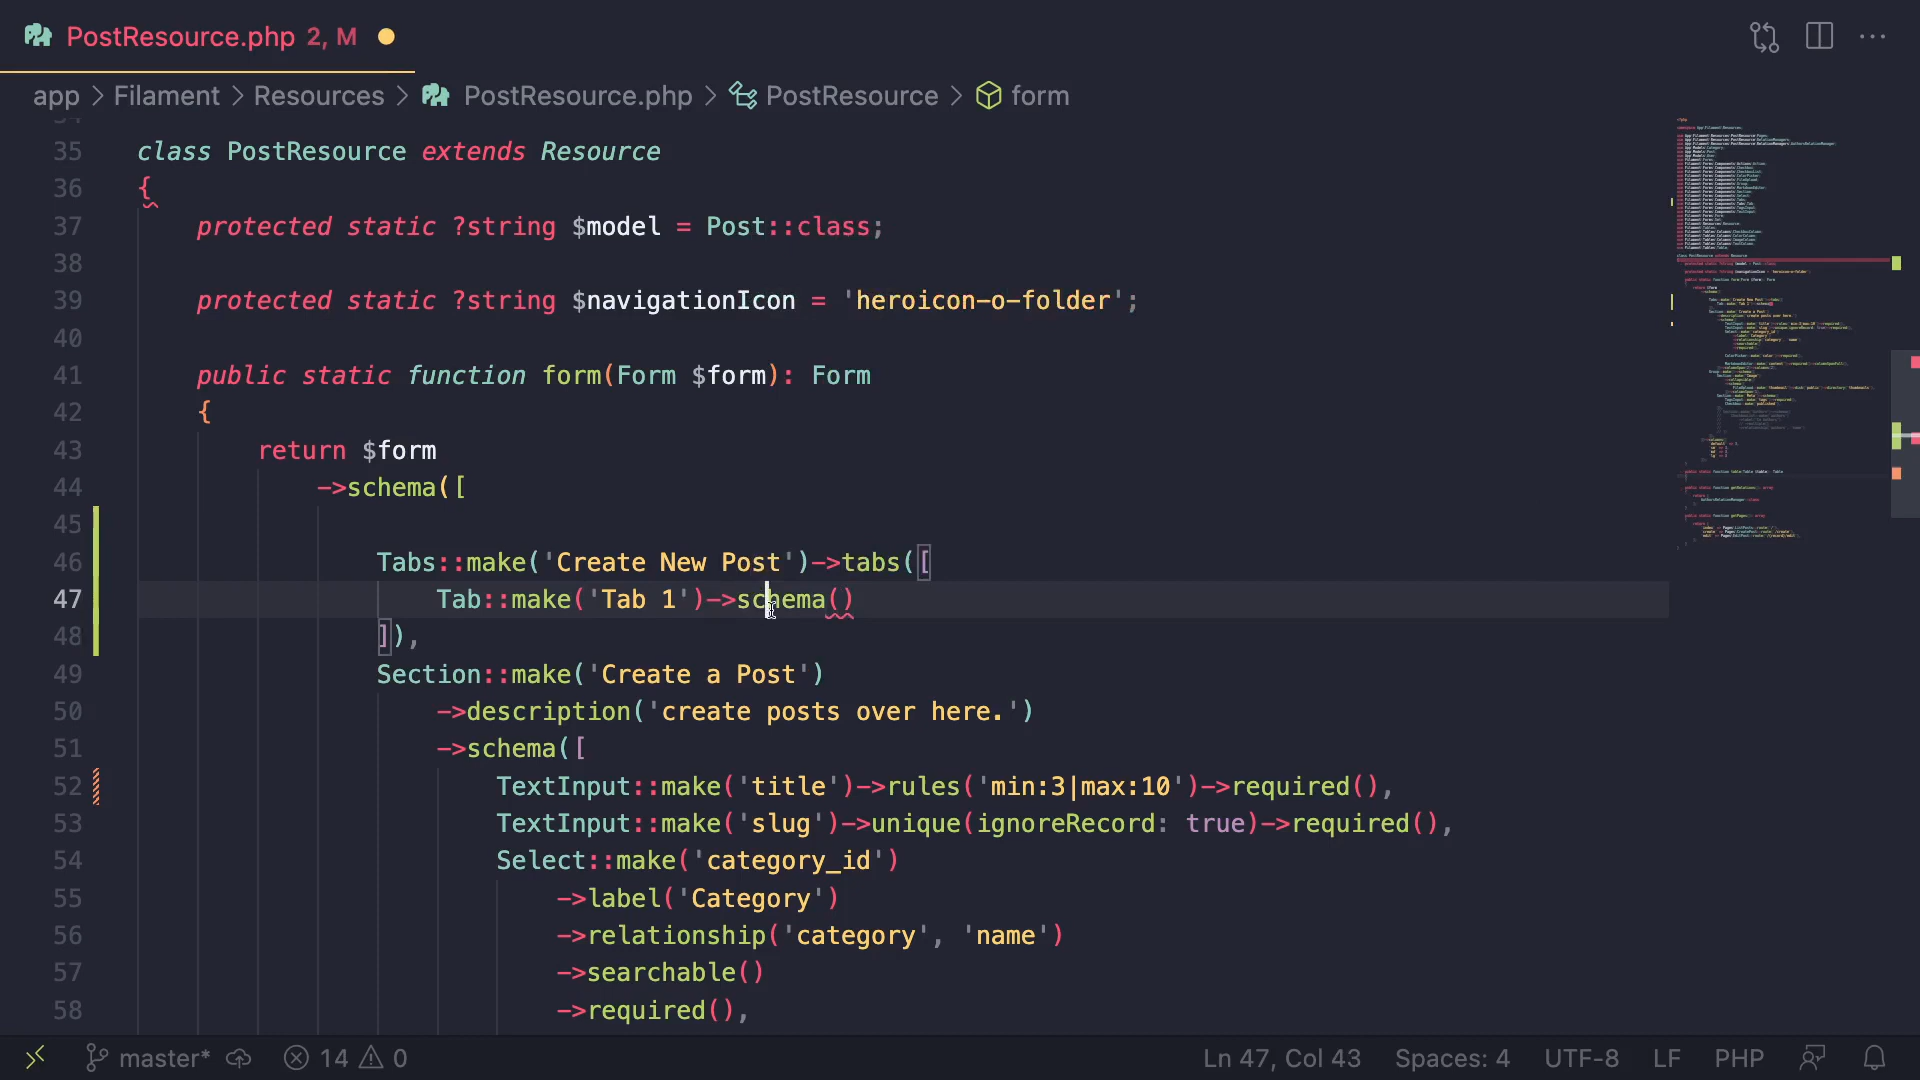 PostResource.php 2, M
app > Filament > Resources > PostResource.php > PostResource > form
35 class PostResource extends Resource
36 {
37 protected static ?string $model = Post::class;
38
39 protected static ?string $navigationIcon = 'heroicon-o-folder';
40
41 public static function form(Form $form): Form
42 {
43 return $form
44 ->schema([
45
46 Tabs::make('Create New Post')->tabs([
47 Tab::make('Tab 1')->schema()
48 ]),
49 Section::make('Create a Post')
50 ->description('create posts over here.')
51 ->schema([
52 TextInput::make('title')->rules('min:3|max:10')->required(),
53 TextInput::make('slug')->unique(ignoreRecord: true)->required(),
54 Select::make('category_id')
55 ->label('Category')
56 ->relationship('category', 'name')
57 ->searchable()
58 ->required(),
master* 14 0 Ln 47, Col 43 Spaces: 4 UTF-8 LF PHP